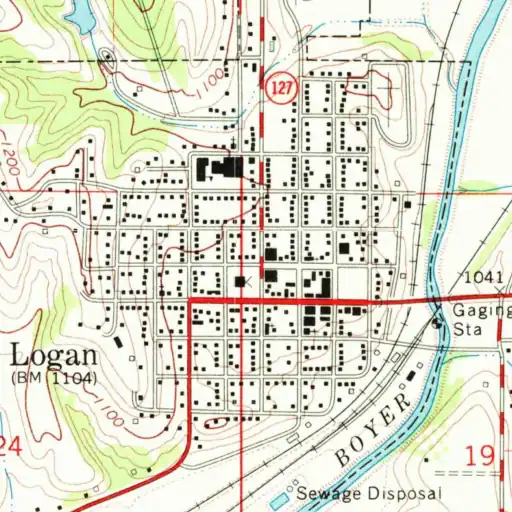 127
1100
1200
1041
Gaging
Sta
Logan
(BM 1104)
1100
BOYER
24
19
Sewage Disposal